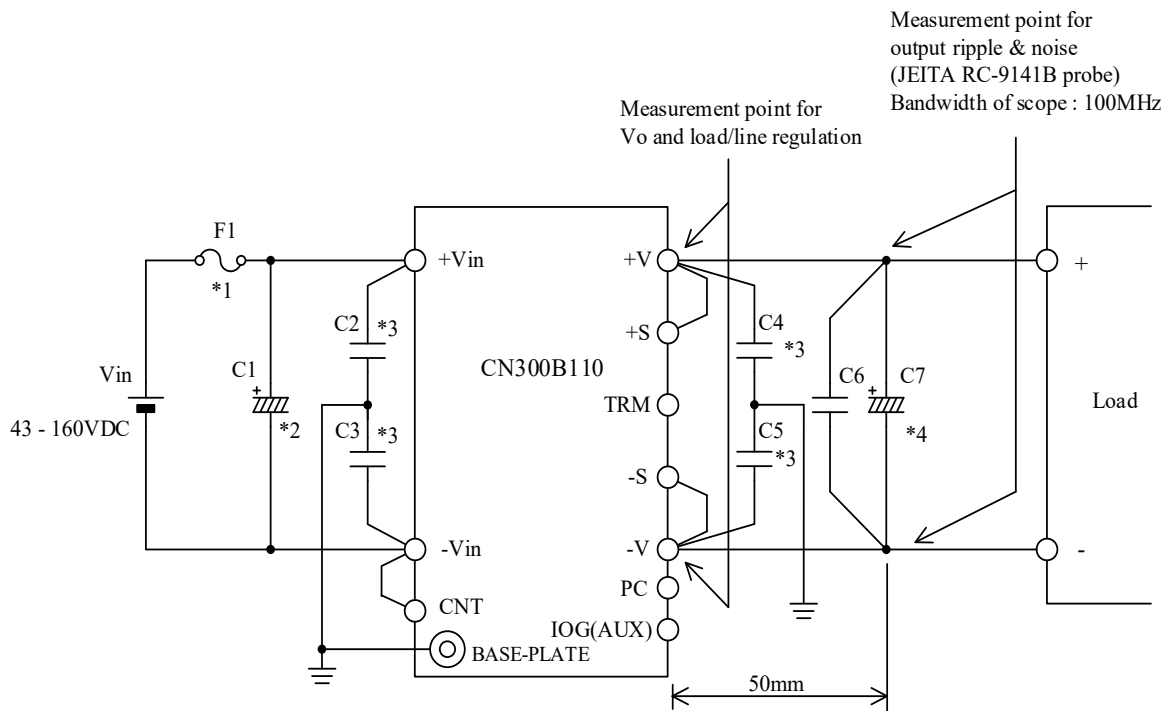 Measurement point for
output ripple & noise
(JEITA RC-9141B probe)
Bandwidth of scope : 100MHz
Measurement point for
Vo and load/line regulation
F1
*1
+Vin
+V
+
C2
*3
C4
*3
+S
Vin
43 - 160VDC
C1
+
*2
CN300B110
TRM
C6
C7
+
*4
Load
C3
*3
C5
*3
-S
-Vin
-V
-
CNT
PC
IOG(AUX)
BASE-PLATE
50mm